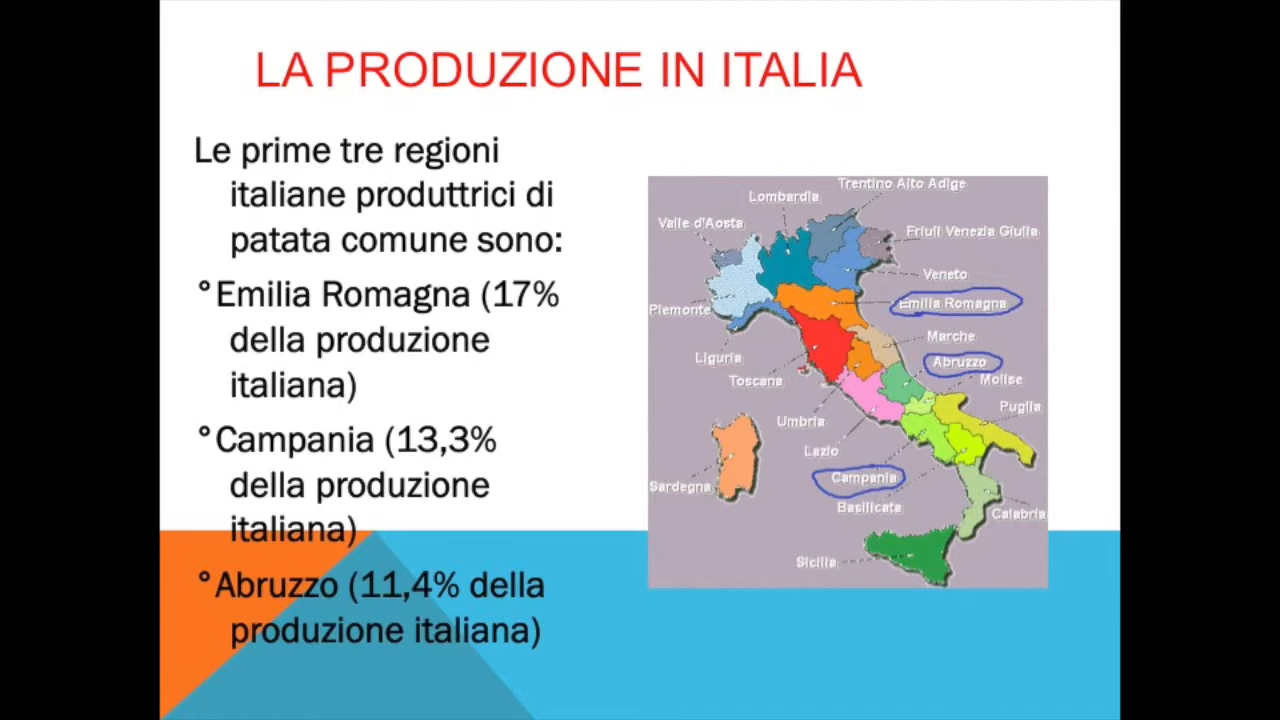 LA PRODUZIONE IN ITALIA
Le prime tre regioni
italiane produttrici di
patata comune sono:
°Emilia Romagna (17%
della produzione
italiana)
°Campania (13,3%
della produzione
italiana)
°Abruzzo (11,4% della
produzione italiana)
Trentino Alto Adige
Lombardia
Valle d'Aosta
Friuli Venezia Giulia
Veneto
Emilia Romagna
Piemonte
Marche
Liguria
Abruzzo
Toscana
Molise
Puglia
Umbria
Lazio
Campania
Sardegna
Basilicata
Calabria
Sicilia